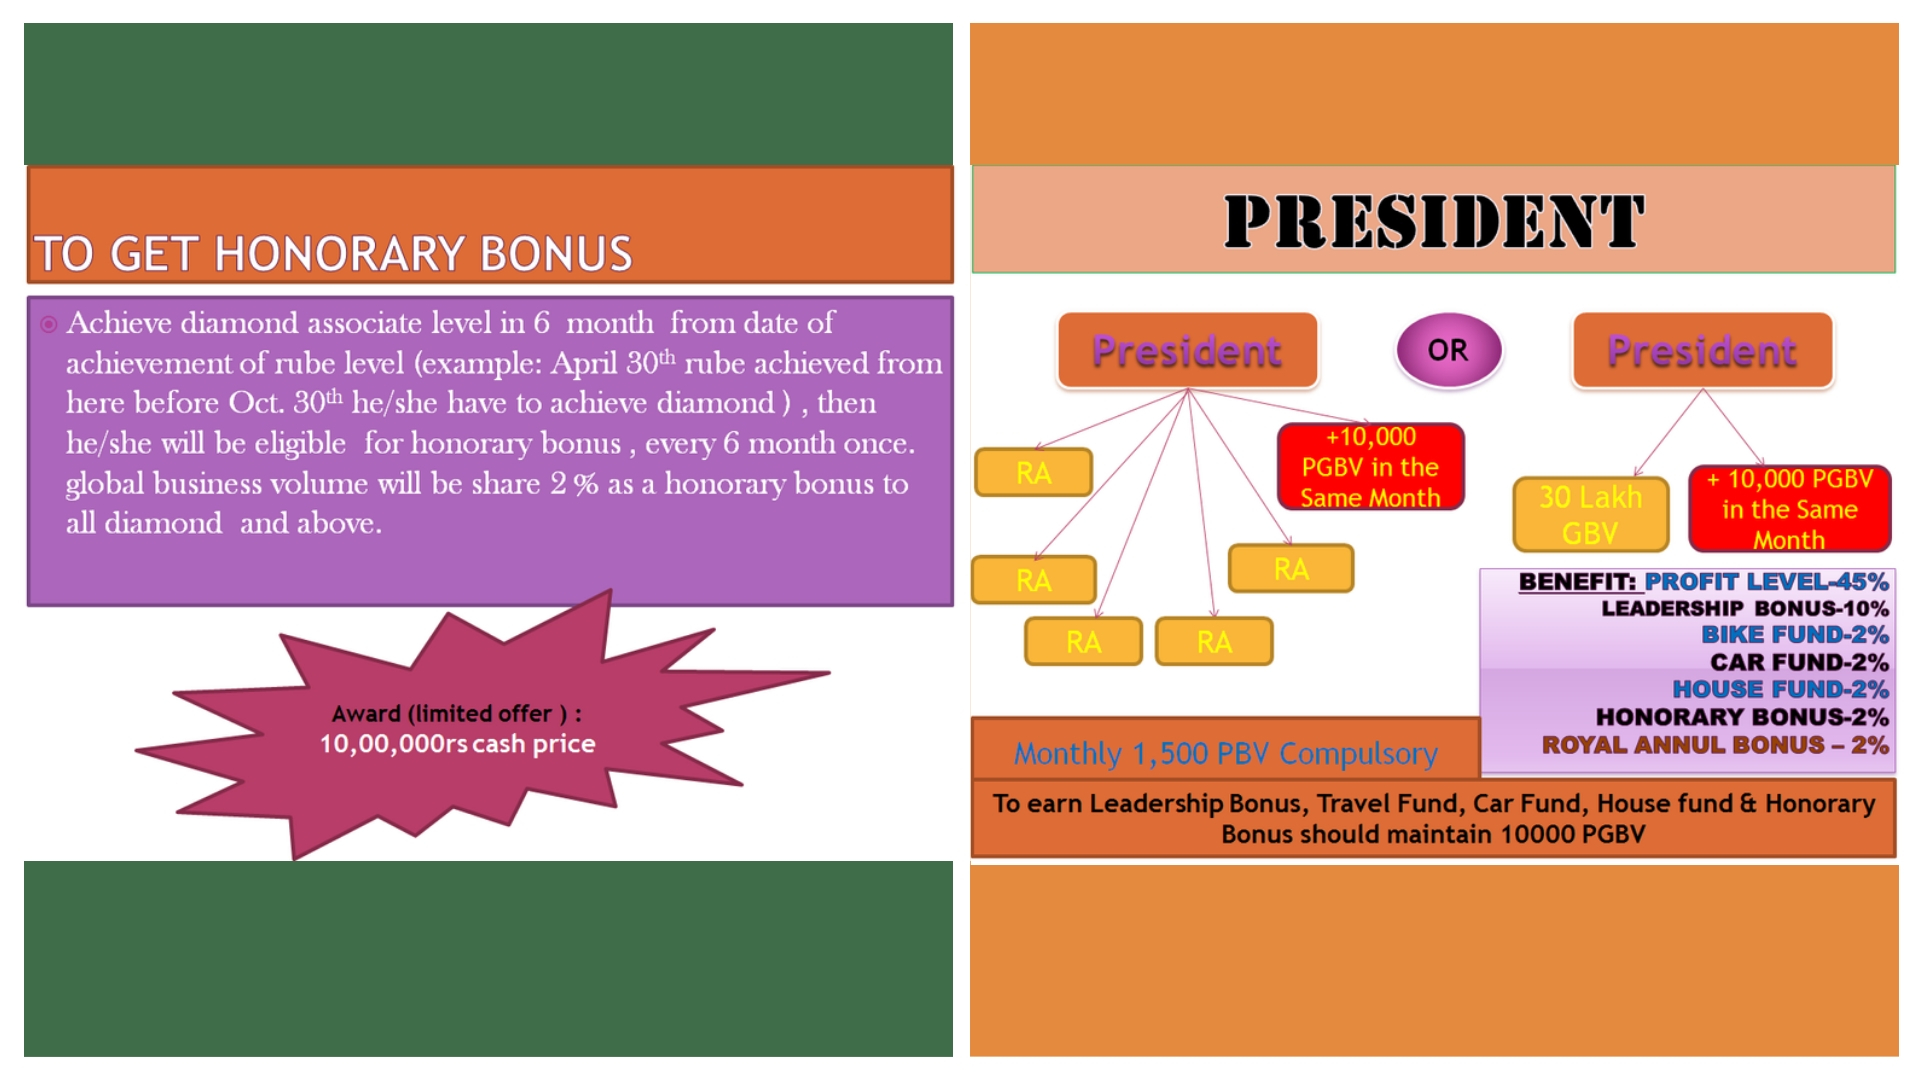 TO GET HONORARY BONUS
Achieve diamond associate level in 6 month from date of
achievement of rube level (example: April 30th rube achieved from
here before Oct. 30th he/she have to achieve diamond ) , then
he/she will be eligible for honorary bonus , every 6 month once.
global business volume will be share 2 % as a honorary bonus to
all diamond and above.
Award (limited offer ) :
10,00,000rs cash price
PRESIDENT
President
OR
President
RA
+10,000
PGBV in the
Same Month
RA
RA
RA
RA
30 Lakh
GBV
+ 10,000 PGBV
in the Same
Month
BENEFIT: PROFIT LEVEL-45%
LEADERSHIP BONUS-10%
BIKE FUND-2%
CAR FUND-2%
HOUSE FUND-2%
HONORARY BONUS-2%
ROYAL ANNUL BONUS – 2%
Monthly 1,500 PBV Compulsory
To earn Leadership Bonus, Travel Fund, Car Fund, House fund & Honorary
Bonus should maintain 10000 PGBV